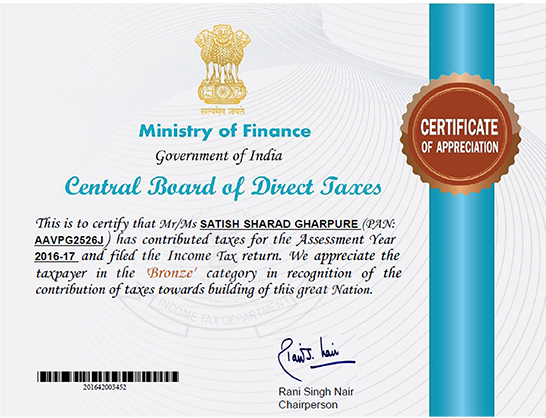 सत्यमेव जयते
Ministry of Finance
Government of India
Central Board of Direct Taxes
CERTIFICATE
OF APPRECIATION
This is to certify that Mr/Ms SATISH SHARAD GHARPURE (PAN:
AAVPG2526J) has contributed taxes for the Assessment Year
2016-17 and filed the Income Tax return. We appreciate the
taxpayer in the 'Bronze' category in recognition of the
contribution of taxes towards building of this great Nation.
INCOME TAX DEPARTMENT
Rani S. Nair
201642003452
Rani Singh Nair
Chairperson